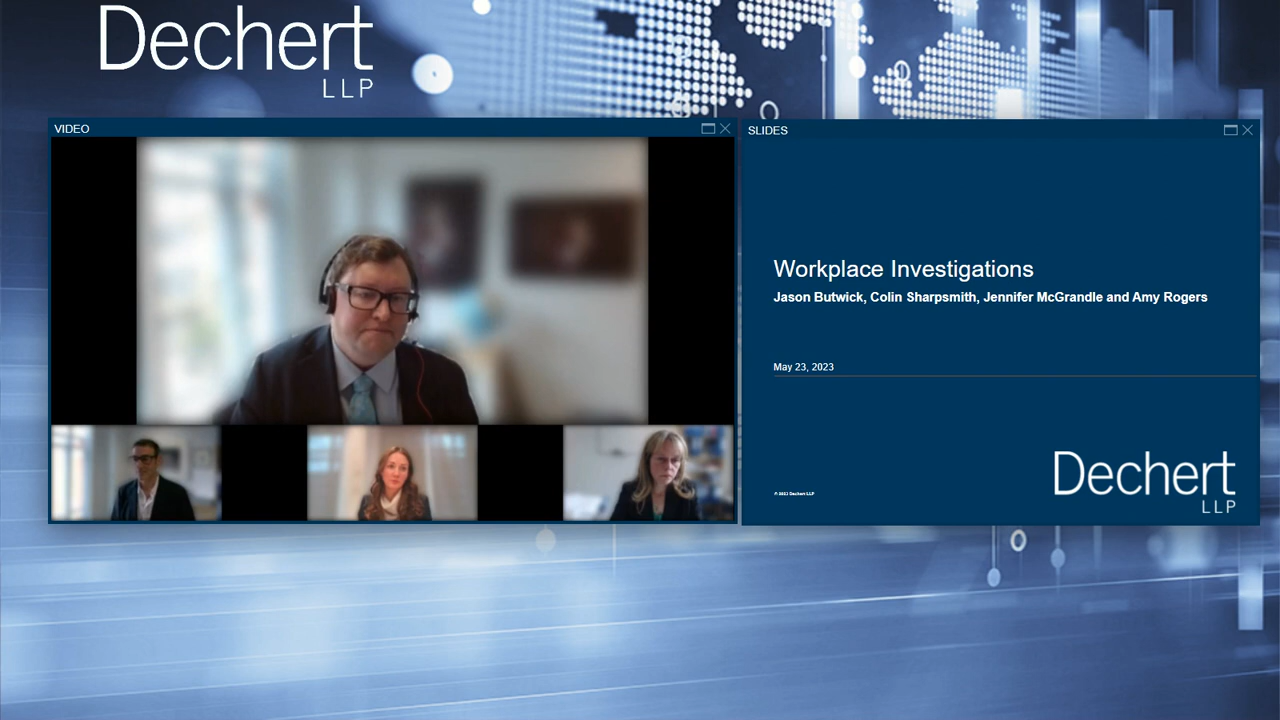 Dechert
LLP
VIDEO
SLIDES
Workplace Investigations
Jason Butwick, Colin Sharpsmith, Jennifer McGrandle and Amy Rogers
May 23, 2023
Dechert
LLP